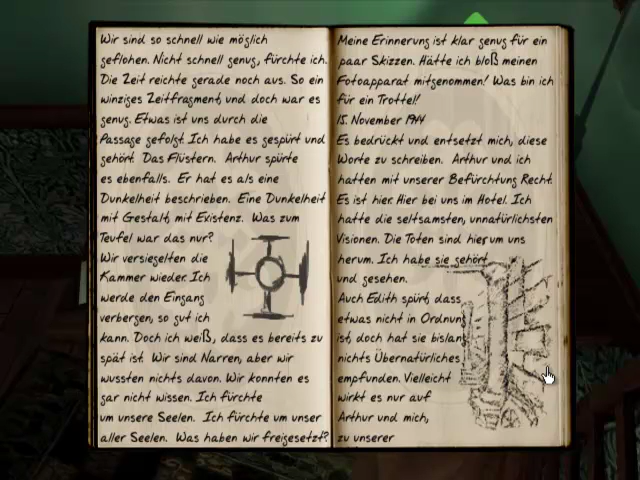 Wir sind so schnell wie möglich
geflohen. Nicht schnell genug, fürchte ich.
Die Zeit reichte gerade noch aus. So ein
winziges Zeitfragment, und doch war es
genug. Etwas ist uns durch die
Passage gefolgt. Ich habe es gespürt und
gehört. Das Flüstern. Arthur spürte
es ebenfalls. Er hat es als eine
Dunkelheit beschrieben. Eine Dunkelheit
mit Gestalt, mit Existenz. Was zum
Teufel war das nur?
Wir versiegelten die
Kammer wieder. Ich
werde den Eingang
verbergen, so gut ich
kann. Doch ich weiß, dass es bereits zu
spät ist. Wir sind Narren, aber wir
wussten nichts davon. Wir konnten es
gar nicht wissen. Ich fürchte
um unsere Seelen. Ich fürchte um unser
aller Seelen. Was haben wir freigesetzt?
Meine Erinnerung ist klar genug für ein
paar Skizzen. Hätte ich bloß meinen
Fotoapparat mitgenommen! Was bin ich
für ein Trottel!
15. November 1944
Es bedrückt und entsetzt mich, diese
Worte zu schreiben. Arthur und ich
hatten mit unserer Befürchtung Recht.
Es ist hier. Hier bei uns im Hotel. Ich
hatte die seltsamsten, unnatürlichsten
Visionen. Die Toten sind hier um uns
herum. Ich habe sie gehört
und gesehen.
Auch Edith spürt, dass
etwas nicht in Ordnung
ist, doch hat sie bislang
nichts Übernatürliches
empfunden. Vielleicht
wirkt es nur auf
Arthur und mich,
zu unserer